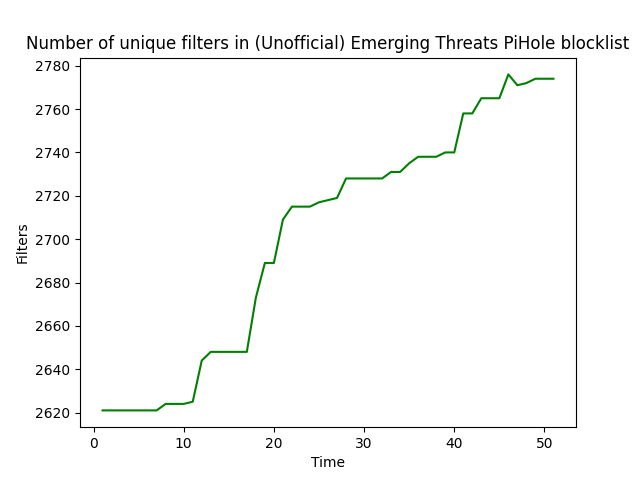 Number of unique filters in (Unofficial) Emerging Threats PiHole blocklist
2780
2760
2740
2720
2700
2680
2660
2640
2620
Filters
0 10 20 30 40 50
Time